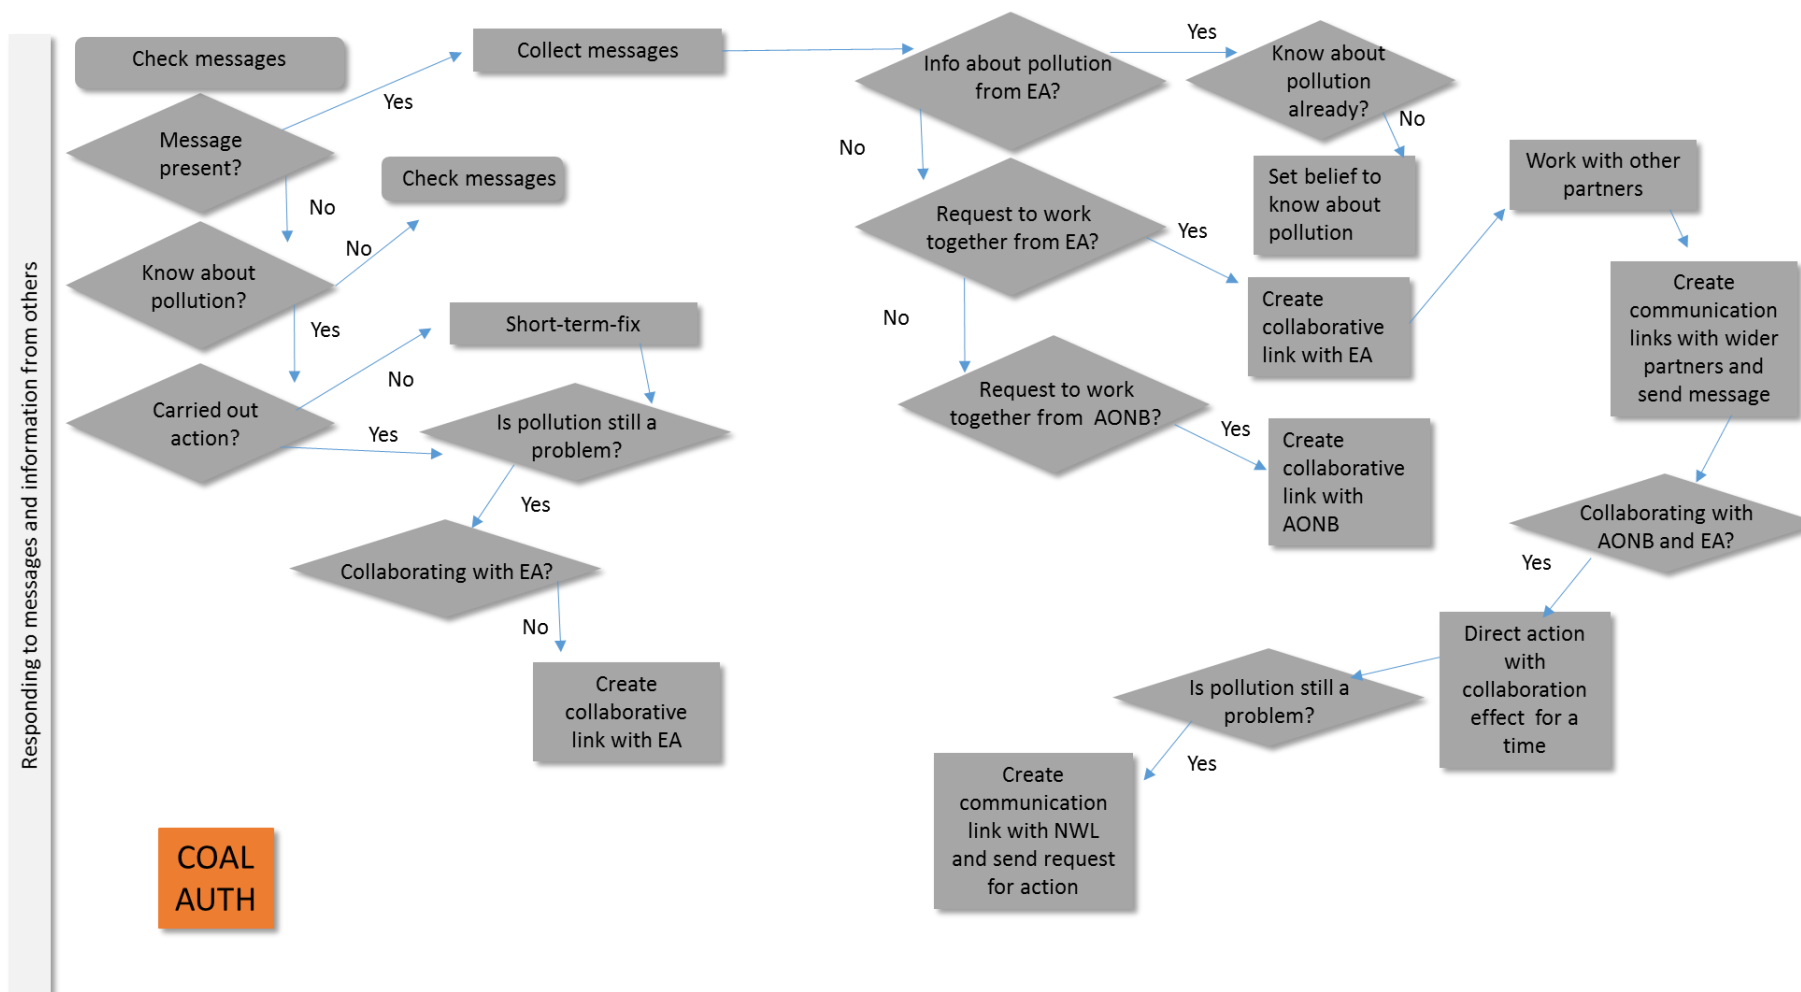 Responding to messages and information from others
Check messages
Message
present?
Yes
No
Collect messages
Check messages
Know about
pollution?
No
Yes
Carried out
action?
No
Yes
Short-term-fix
Is pollution still a
problem?
Yes
Collaborating with EA?
No
Create
collaborative
link with EA
COAL
AUTH
Info about pollution
from EA?
Yes
No
Know about
pollution
already?
No
Set belief to
know about
pollution
Request to work
together from EA?
Yes
No
Create
collaborative
link with EA
Request to work
together from  AONB?
Yes
Create
collaborative
link with
AONB
Work with other
partners
Create
communication
links with wider
partners and
send message
Collaborating with
AONB and EA?
Yes
Direct action
with
collaboration
effect  for a
time
Is pollution still a
problem?
Yes
Create
communication
link with NWL
and send request
for action